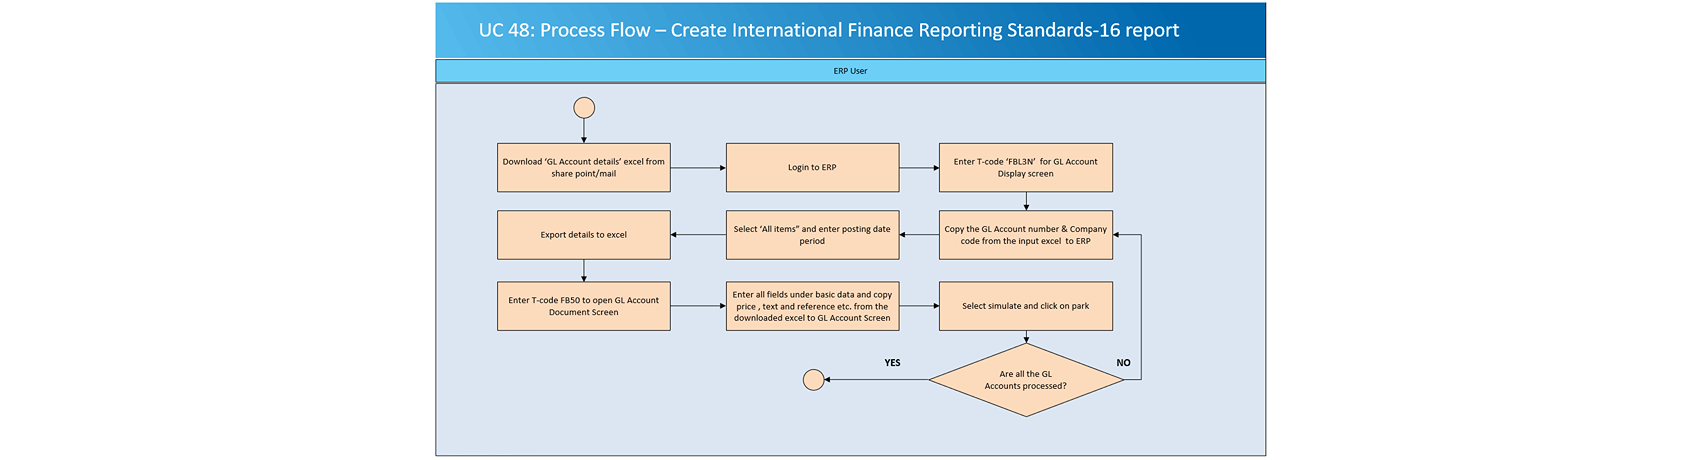 UC 48: Process Flow – Create International Finance Reporting Standards-16 report
ERP User
Download ‘GL Account details’ excel from
share point/mail
Login to ERP
Enter T-code ‘FBL3N’ for GL Account
Display screen
Export details to excel
Select ‘All items” and enter posting date
period
Copy the GL Account number & Company
code from the input excel to ERP
Enter T-code FB50 to open GL Account
Document Screen
Enter all fields under basic data and copy
price , text and reference etc. from the
downloaded excel to GL Account Screen
Select simulate and click on park
YES
NO
Are all the GL
Accounts processed?